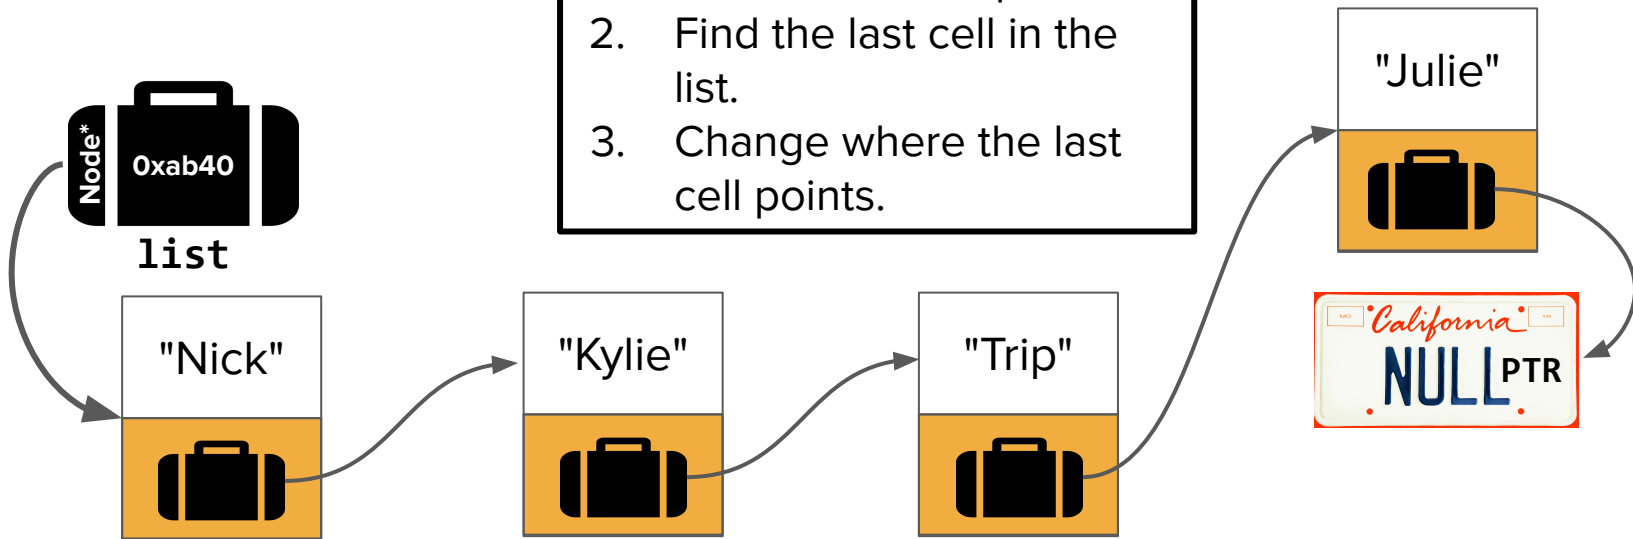 2. Find the last cell in the
list.
3. Change where the last
cell points.
"Julie"
Node*
0xab40
list
"Nick"
"Kylie"
"Trip"
California
NULL PTR